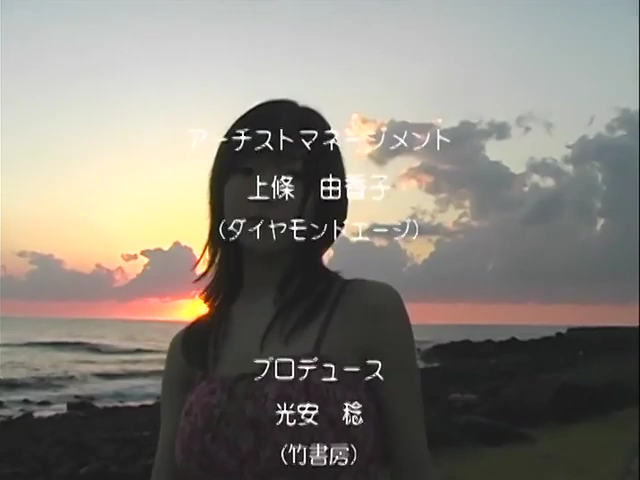 アーチストマネージメント
上條　由香子
（ダイヤモンドエージ）
プロデュース
光安　稔
（竹書房）